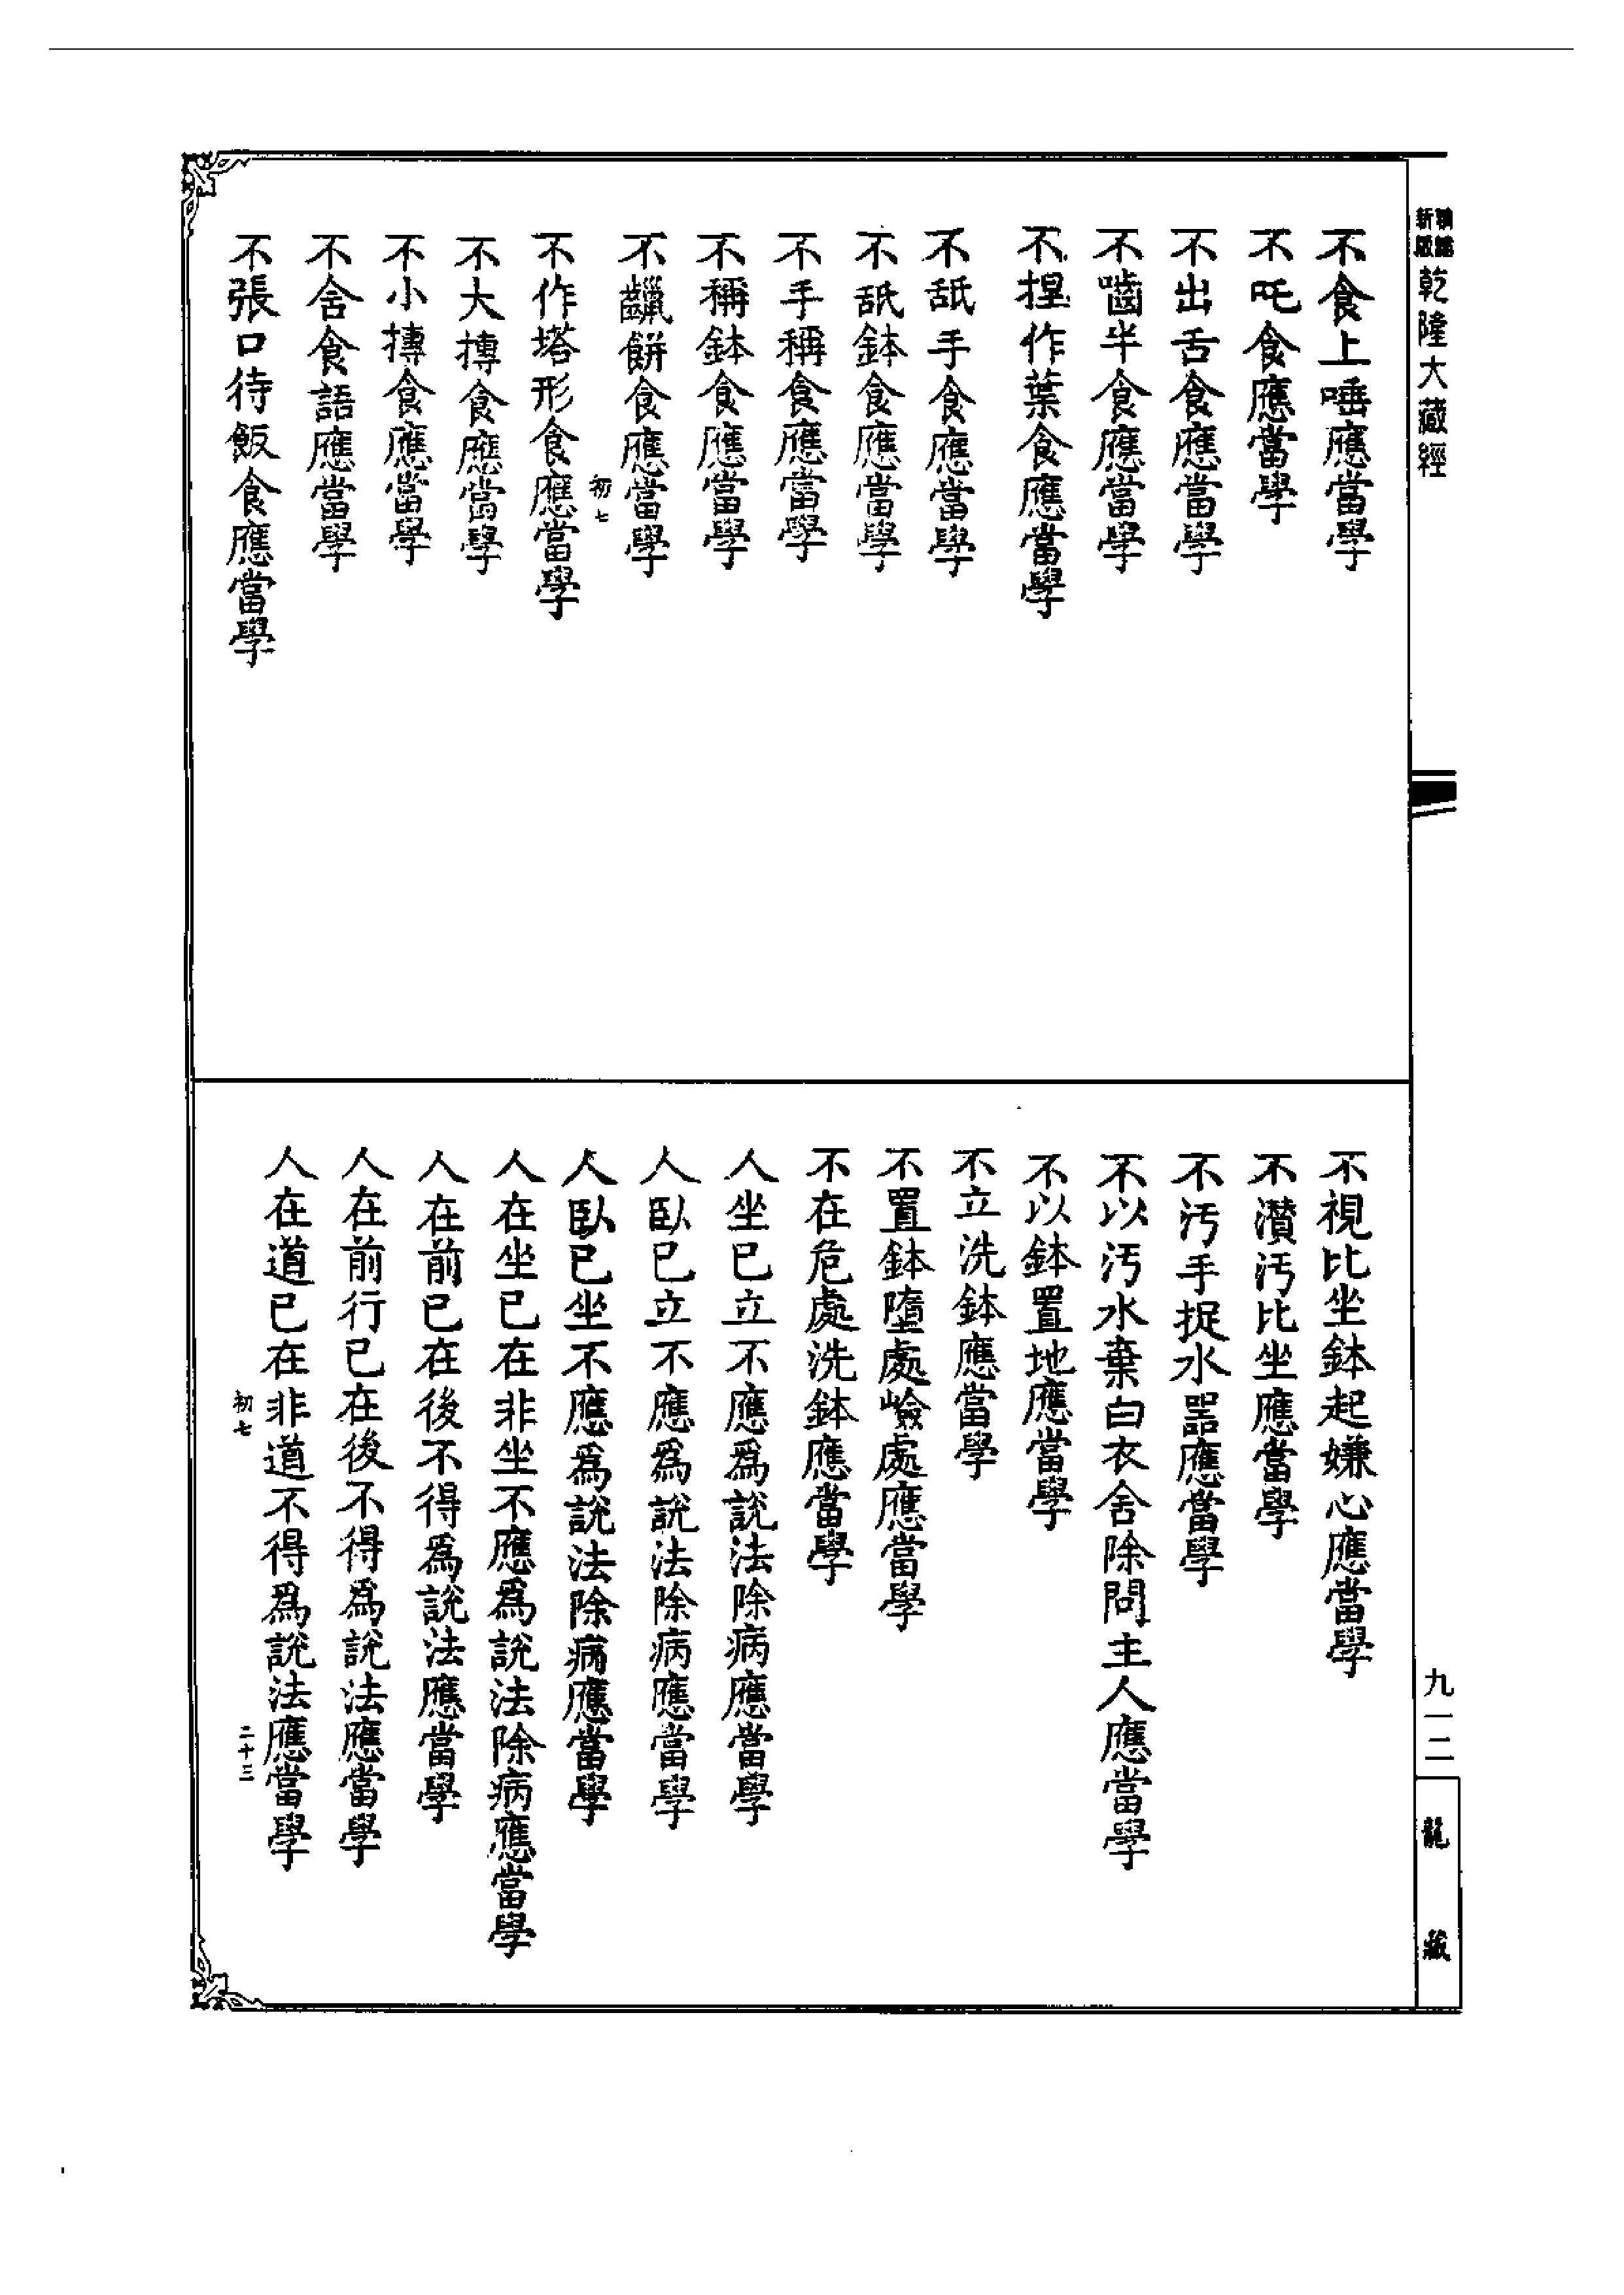 新版
乾隆大藏經
不食上唾應當學
不吒食應當學
不出舌食應當學
不嚙半食應當學
不揑作葉食應當學
不舐手食應當學
不舐鉢食應當學
不手稱食應當學
不稱鉢食應當學
不齺餅食應當學
初七
不作塔形食應當學
不大摶食應當學
不小摶食應當學
不含食語應當學
不張口待飯食應當學
不視比坐鉢起嫌心應當學
不濽汚比坐應當學
不汚手捉水器應當學
不以汚水棄白衣舍除問主人應當學
不以鉢置地應當學
不立洗鉢應當學
不置鉢墮處嶮處應當學
不在危處洗鉢應當學
人坐已立不應爲說法除病應當學
人臥已立不應爲說法除病應當學
人臥已坐不應爲說法除病應當學
人在坐已在非坐不應爲說法除病應當學
人在前已在後不得爲說法應當學
人在前行已在後不得爲說法應當學
人在道已在非道不得爲說法應當學
初七
二十三
九一二
龍藏